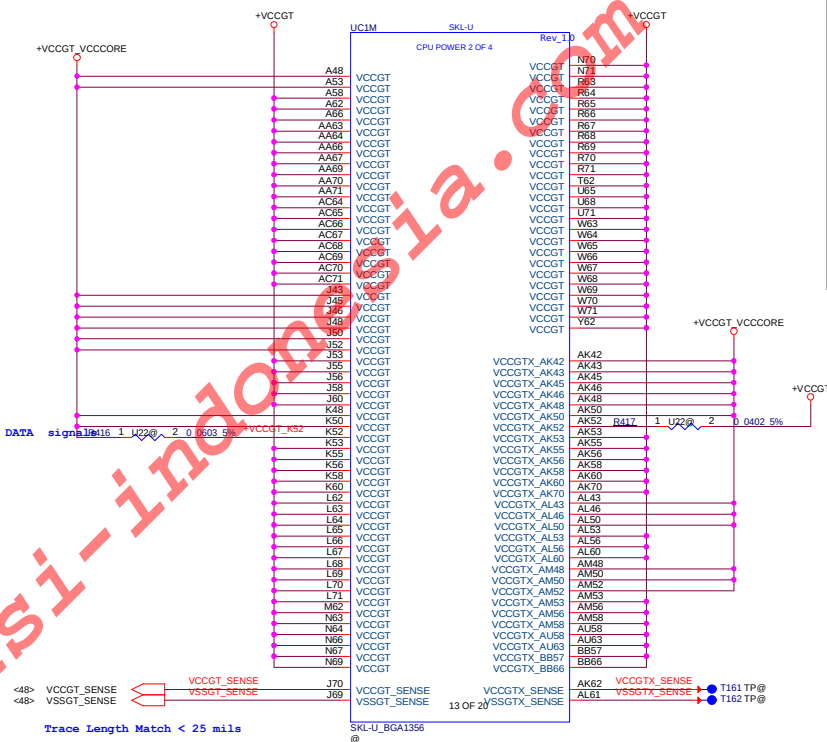 +VCCGT
UC1M
SKL-U
+VCCGT
Rev_1.0
CPU POWER 2 OF 4
+VCCGT_VCCCORE
A48 VCCGT
A53 VCCGT
A58 VCCGT
A62 VCCGT
A66 VCCGT
AA63 VCCGT
AA64 VCCGT
AA66 VCCGT
AA67 VCCGT
AA69 VCCGT
AA70 VCCGT
AA71 VCCGT
AC64 VCCGT
AC65 VCCGT
AC66 VCCGT
AC67 VCCGT
AC68 VCCGT
AC69 VCCGT
AC70 VCCGT
AC71 VCCGT
J43 VCCGT
J45 VCCGT
J46 VCCGT
J48 VCCGT
J50 VCCGT
J52 VCCGT
J53 VCCGT
J55 VCCGT
J56 VCCGT
J58 VCCGT
J60 VCCGT
K48 VCCGT
K50 VCCGT
K52 VCCGT
K53 VCCGT
K55 VCCGT
K56 VCCGT
K58 VCCGT
K60 VCCGT
L62 VCCGT
L63 VCCGT
L64 VCCGT
L65 VCCGT
L66 VCCGT
L67 VCCGT
L68 VCCGT
L69 VCCGT
L70 VCCGT
L71 VCCGT
M62 VCCGT
N63 VCCGT
N64 VCCGT
N66 VCCGT
N67 VCCGT
N69 VCCGT
DATA signals
R416 1 U22@ 2 0_0603_5%
+VCCGT_K52
VCCGT N70
VCCGT N71
VCCGT R63
VCCGT R64
VCCGT R65
VCCGT R66
VCCGT R67
VCCGT R68
VCCGT R69
VCCGT R70
VCCGT R71
VCCGT T62
VCCGT U65
VCCGT U68
VCCGT U71
VCCGT W63
VCCGT W64
VCCGT W65
VCCGT W66
VCCGT W67
VCCGT W68
VCCGT W69
VCCGT W70
VCCGT W71
VCCGT Y62
+VCCGT_VCCCORE
VCCGTX_AK42 AK42
VCCGTX_AK43 AK43
VCCGTX_AK45 AK45
VCCGTX_AK46 AK46
VCCGTX_AK48 AK48
VCCGTX_AK50 AK50
VCCGTX_AK52 AK52
VCCGTX_AK53 AK53
VCCGTX_AK55 AK55
VCCGTX_AK56 AK56
VCCGTX_AK58 AK58
VCCGTX_AK60 AK60
VCCGTX_AK70 AK70
VCCGTX_AL43 AL43
VCCGTX_AL46 AL46
VCCGTX_AL50 AL50
VCCGTX_AL53 AL53
VCCGTX_AL56 AL56
VCCGTX_AL60 AL60
VCCGTX_AM48 AM48
VCCGTX_AM50 AM50
VCCGTX_AM52 AM52
VCCGTX_AM53 AM53
VCCGTX_AM56 AM56
VCCGTX_AM58 AM58
VCCGTX_AU58 AU58
VCCGTX_AU63 AU63
VCCGTX_BB57 BB57
VCCGTX_BB66 BB66
+VCCGT
R417 1 U22@ 2 0_0402_5%
<48> VCCGT_SENSE VCCGT_SENSE J70 VCCGT_SENSE
<48> VSSGT_SENSE VSSGT_SENSE J69 VSSGT_SENSE
VCCGTX_SENSE AK62 VCCGTX_SENSE T161 TP@
VSSGTX_SENSE AL61 VSSGTX_SENSE T162 TP@
13 OF 20
Trace Length Match < 25 mils
SKL-U_BGA1356
@
si-indonesia.com